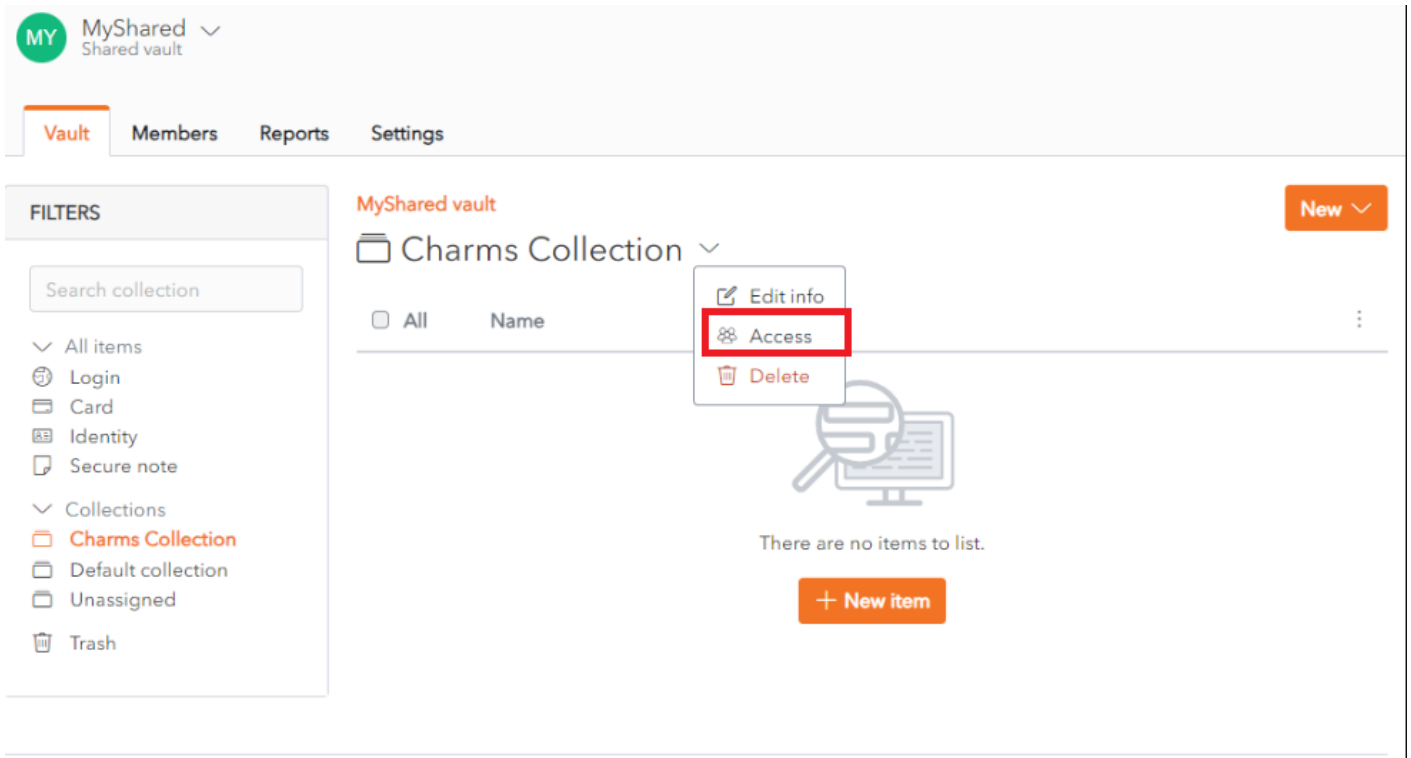 MY
MyShared
Shared vault
Vault Members Reports Settings
FILTERS
Search collection
All items
Login
Card
Identity
Secure note
Collections
Charms Collection
Default collection
Unassigned
Trash
MyShared vault
New
Charms Collection
Edit info
Access
Delete
All Name
There are no items to list.
+ New item